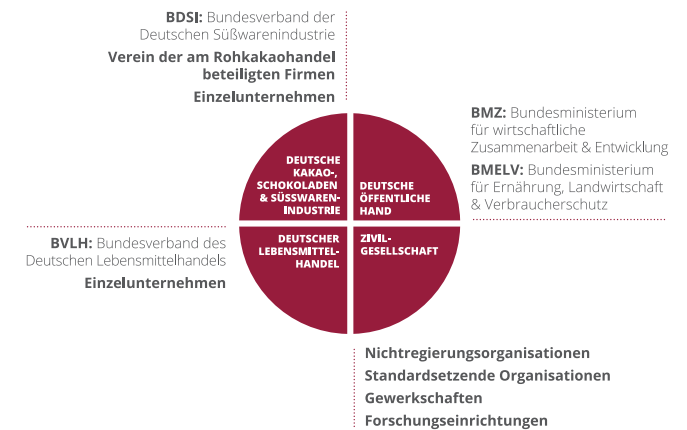 BDSI: Bundesverband der
Deutschen Süßwarenindustrie
Verein der am Rohkakaohandel
beteiligten Firmen
Einzelunternehmen
BMZ: Bundesministerium
für wirtschaftliche
Zusammenarbeit & Entwicklung
BMELV: Bundesministerium
für Ernährung, Landwirtschaft
& Verbraucherschutz
DEUTSCHE
KAKAO-,
SCHOKOLADEN
& SÜSSWAREN-
INDUSTRIE
DEUTSCHE
ÖFFENTLICHE
HAND
BVLH: Bundesverband des
Deutschen Lebensmittelhandels
Einzelunternehmen
DEUTSCHER
LEBENSMITTEL-
HANDEL
ZIVIL-
GESELLSCHAFT
Nichtregierungsorganisationen
Standardsetzende Organisationen
Gewerkschaften
Forschungseinrichtungen